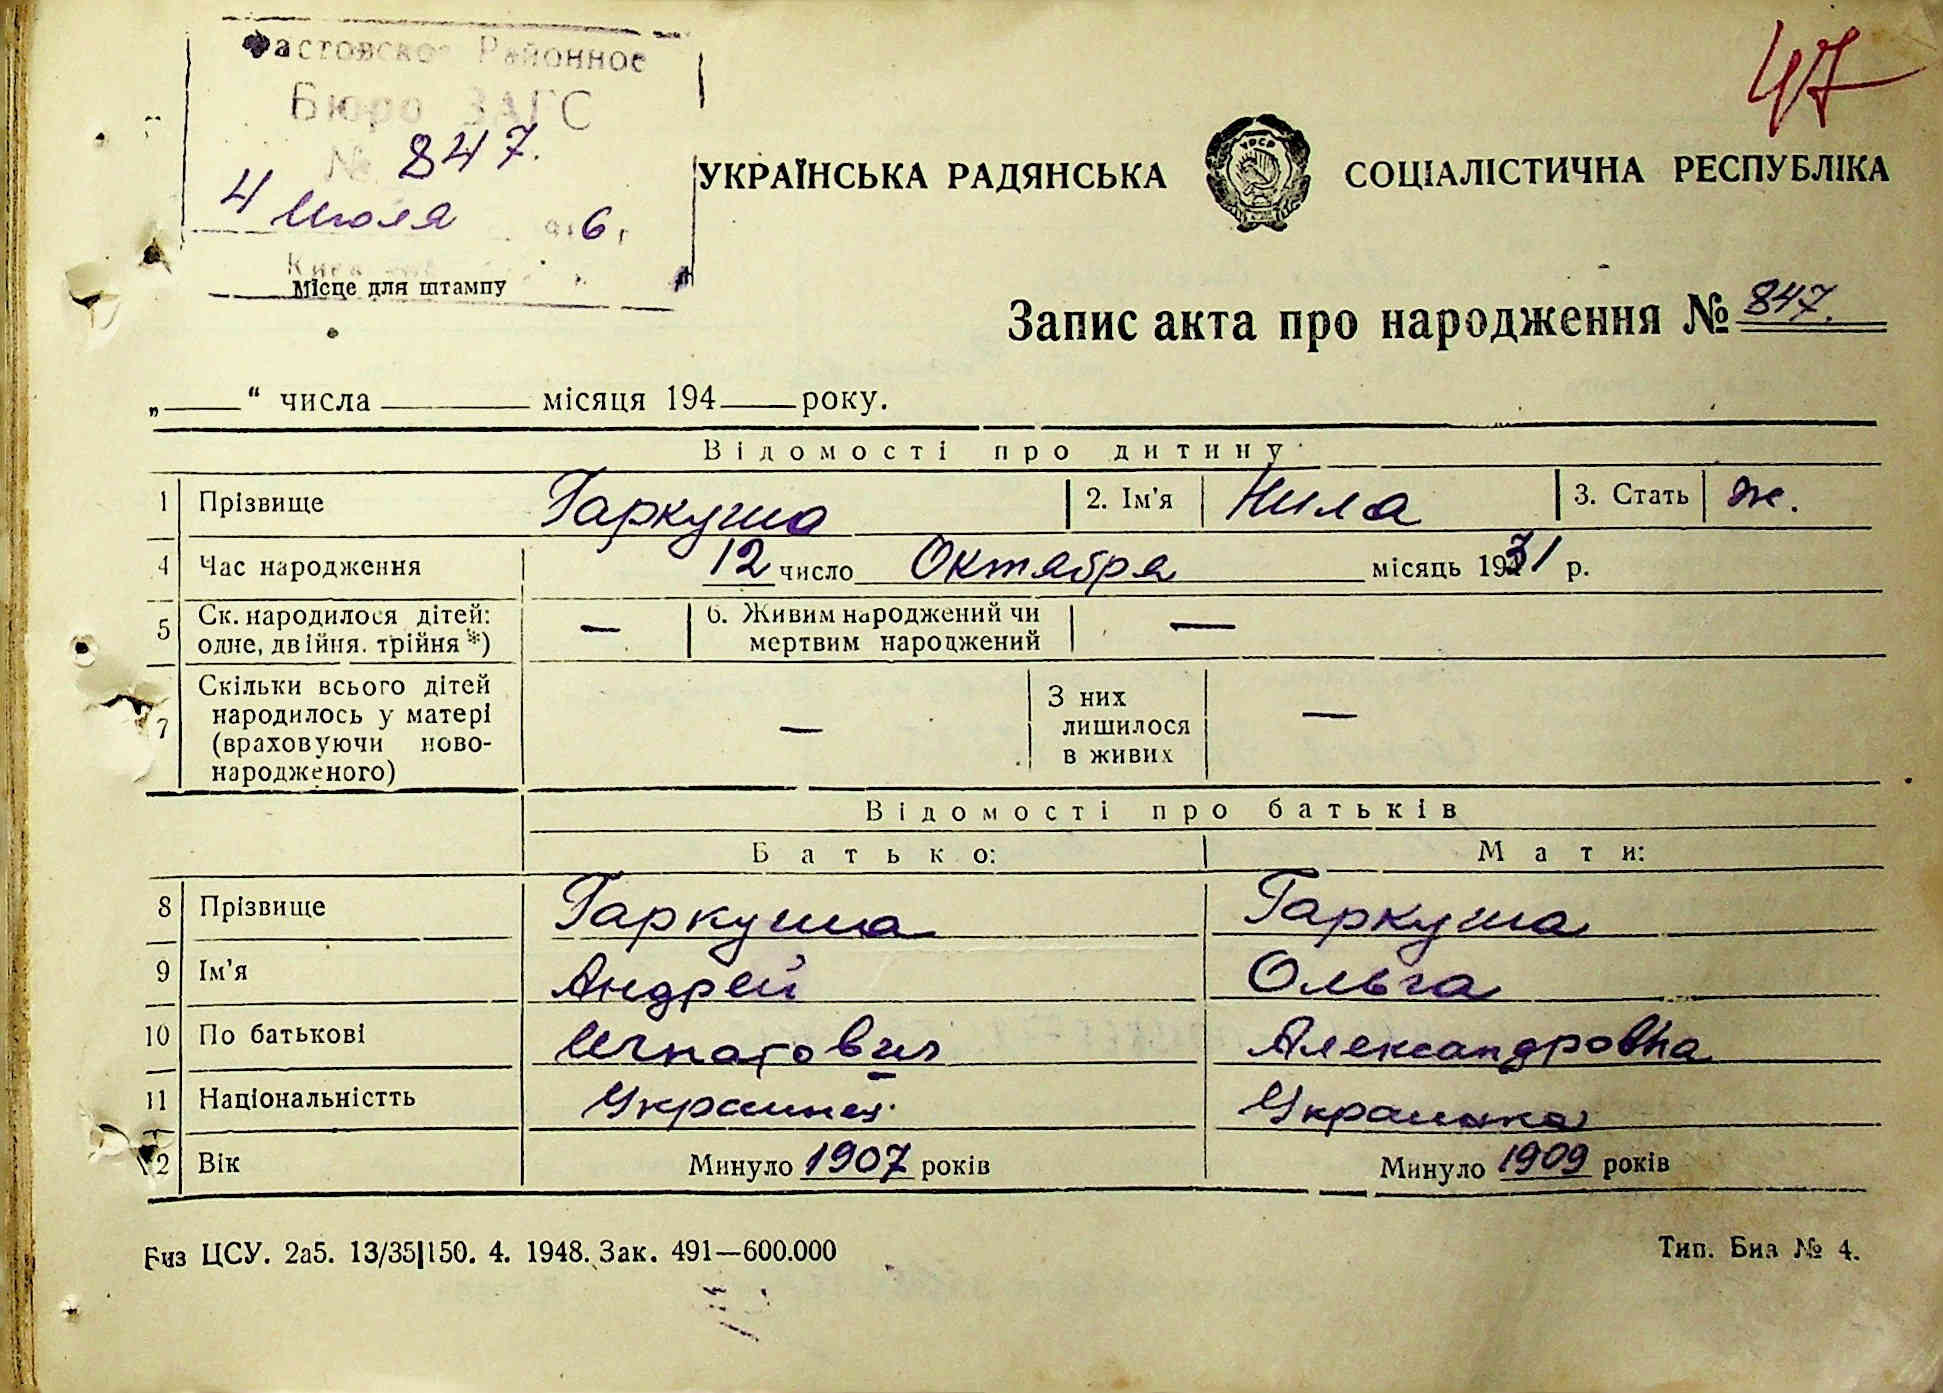 47
Фастовское Районное
Бюро ЗАГС
№ 847.
4 Июля 6 г
Місце для штампу
УКРАЇНСЬКА РАДЯНСЬКА СОЦІАЛІСТИЧНА РЕСПУБЛІКА
УРСР
Запис акта про народження № 847.
„ “ числа місяця 194 року.
Відомості про дитину
1 Прізвище Гаркуша 2. Ім'я Нила 3. Стать ж.
4 Час народження 12 число Октября місяць 1931 р.
5 Ск. народилося дітей: — 6. Живим народжений чи —
одне, двійня. трійня*) мертвим народжений
7 Скільки всього дітей — З них —
народилось у матері лишилося
(враховуючи ново- в живих
народженого)
Відомості про батьків
Батько: Мати:
8 Прізвище Гаркуша Гаркуша
9 Ім'я Андрей Ольга
10 По батькові Игнатович Александровна
11 Національністть Украинец Украинка
12 Вік Минуло 1907 років Минуло 1909 років
Биз ЦСУ. 2а5. 13/35|150. 4. 1948. Зак. 491—600.000 Тип. Биз № 4.